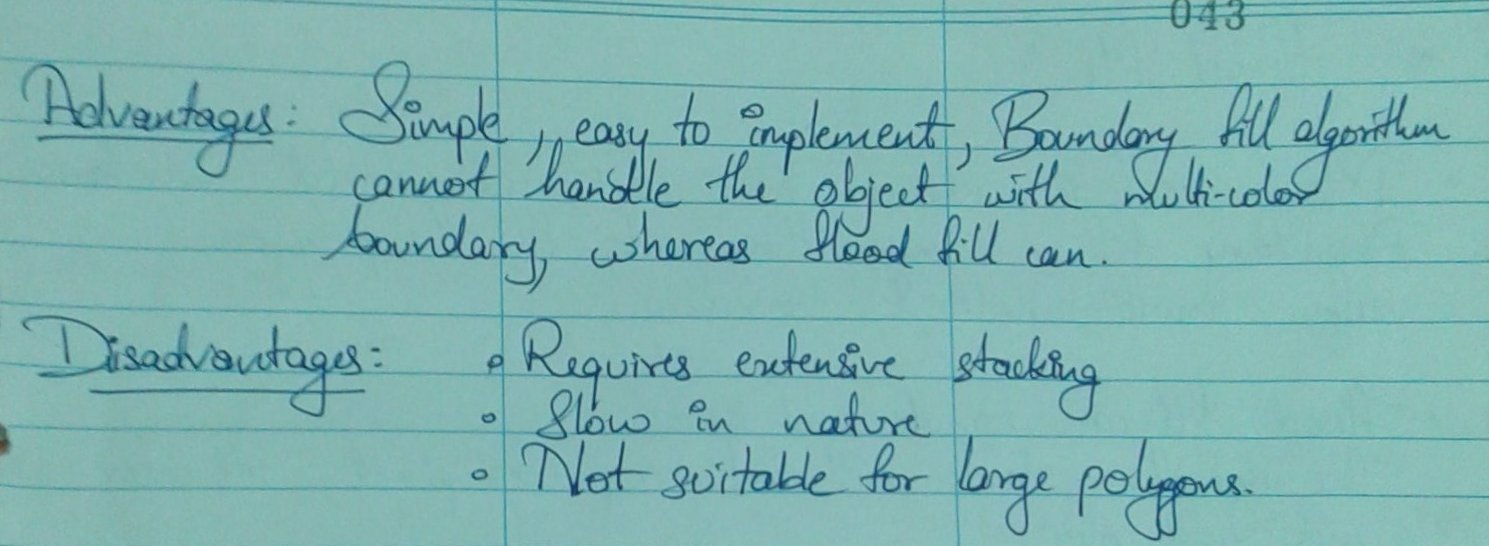 043
Advantages: Simple, easy to implement, Boundary fill algorithm
cannot handle the object with multi-color
boundary, whereas flood fill can.
Disadvantages: o Requires extensive stacking
o Slow in nature
o Not suitable for large polygons.